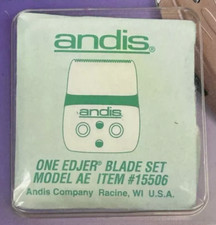 andis®
andis
ONE EDJER® BLADE SET
MODEL AE ITEM #15506
Andis Company Racine, WI U.S.A.